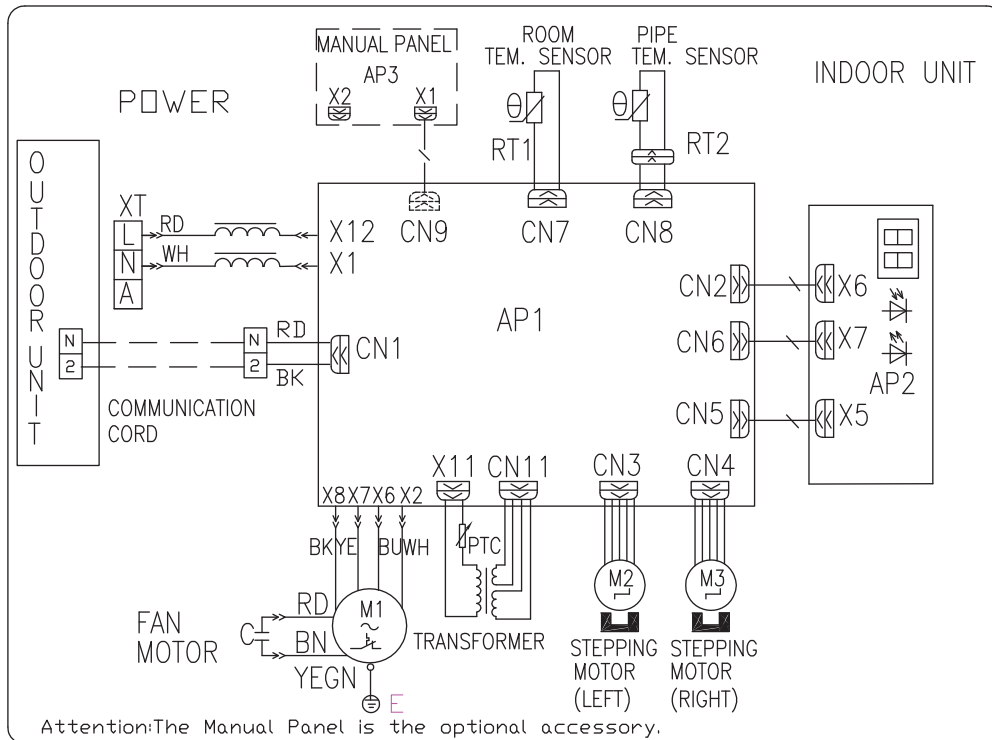 MANUAL PANEL
AP3
X2 X1
ROOM
TEM. SENSOR
PIPE
TEM. SENSOR
INDOOR UNIT
POWER
θ
θ
RT1
RT2
OUTDOOR UNIT
XT
L
N
A
RD
WH
X12
X1
CN9
CN7
CN8
AP1
CN2
CN6
CN5
X6
X7
X5
AP2
N
2
N
2
RD
BK
CN1
COMMUNICATION
CORD
X11
CN11
CN3
CN4
X8 X7 X6 X2
BK YE BU WH
PTC
TRANSFORMER
M1
M2
M3
FAN
MOTOR
C
RD
BN
YEGN
E
STEPPING
MOTOR
(LEFT)
STEPPING
MOTOR
(RIGHT)
Attention:The Manual Panel is the optional accessory.